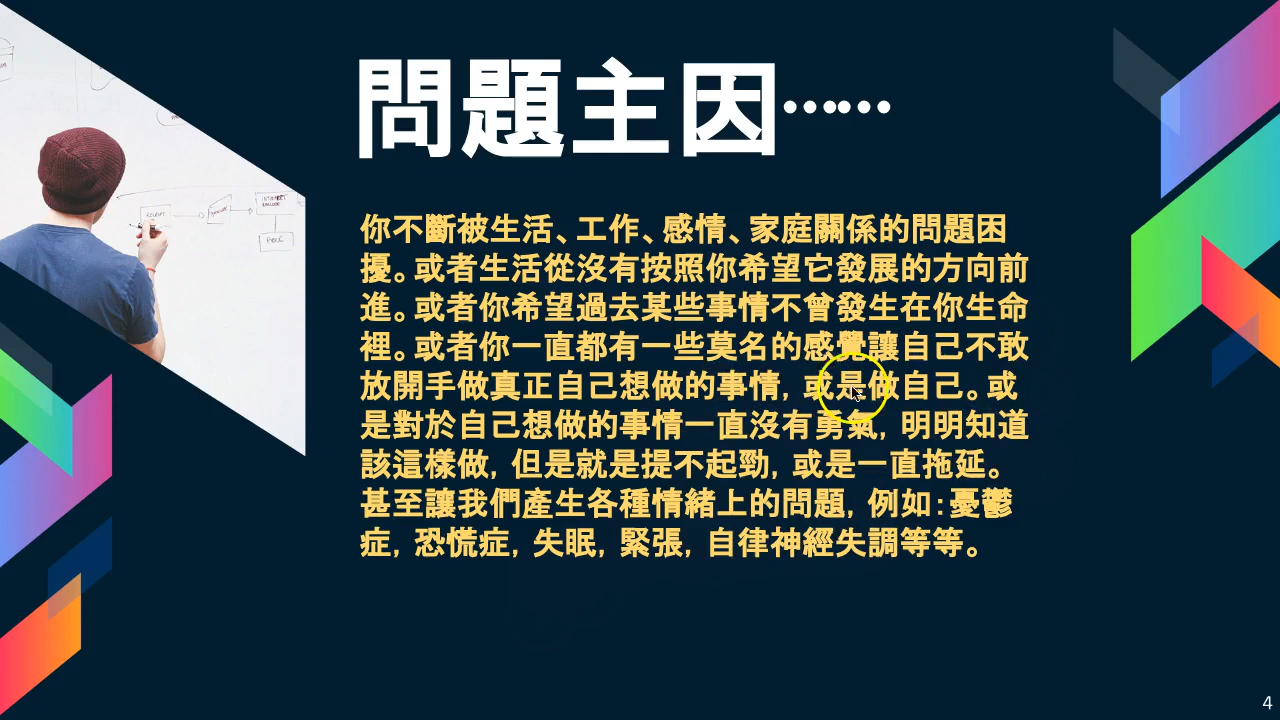 問題主因……
你不斷被生活、工作、感情、家庭關係的問題困
擾。或者生活從沒有按照你希望它發展的方向前
進。或者你希望過去某些事情不曾發生在你生命
裡。或者你一直都有一些莫名的感覺讓自己不敢
放開手做真正自己想做的事情，或是做自己。或
是對於自己想做的事情一直沒有勇氣，明明知道
該這樣做，但是就是提不起勁，或是一直拖延。
甚至讓我們產生各種情緒上的問題，例如：憂鬱
症，恐慌症，失眠，緊張，自律神經失調等等。
4